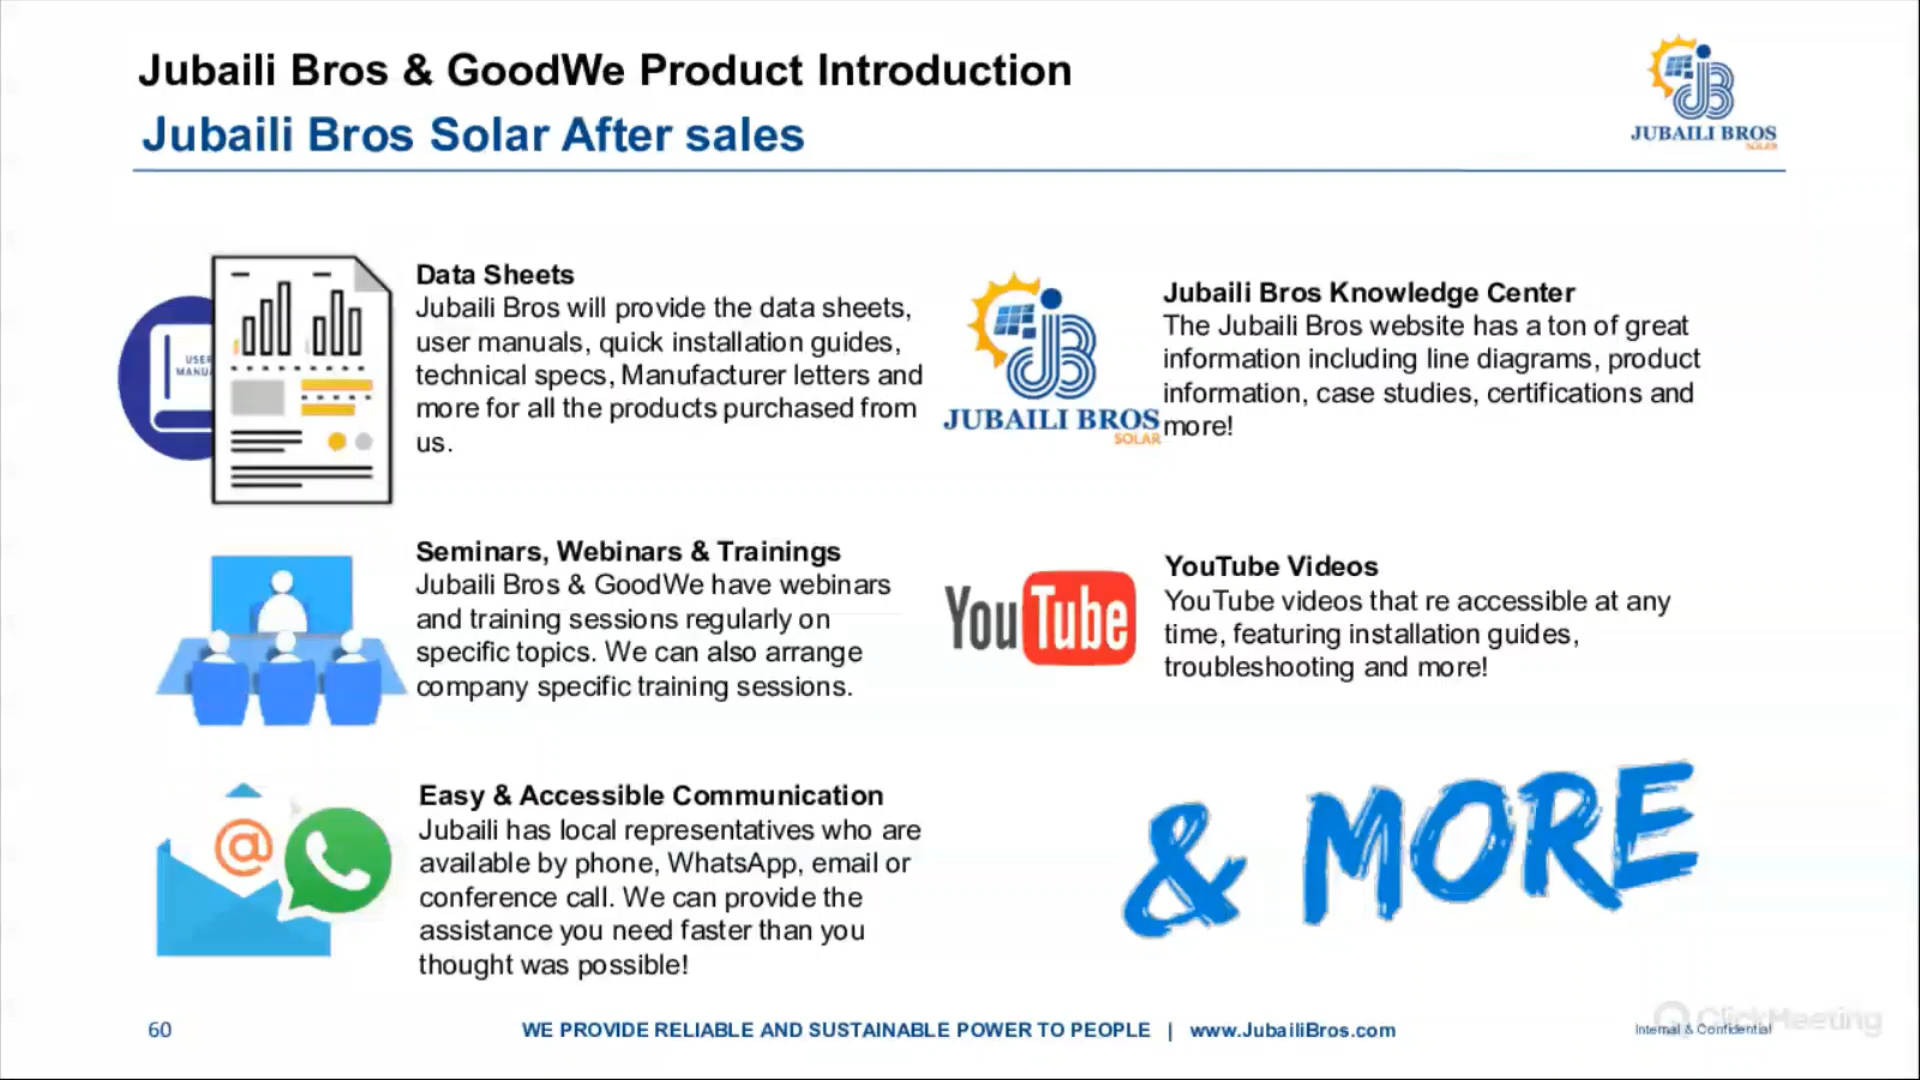 Jubaili Bros & GoodWe Product Introduction
Jubaili Bros Solar After sales
JUBAILI BROS
SOLAR
USER
MANU
Data Sheets
Jubaili Bros will provide the data sheets,
user manuals, quick installation guides,
technical specs, Manufacturer letters and
more for all the products purchased from
us.
JUBAILI BROS
SOLAR
Jubaili Bros Knowledge Center
The Jubaili Bros website has a ton of great
information including line diagrams, product
information, case studies, certifications and
more!
Seminars, Webinars & Trainings
Jubaili Bros & GoodWe have webinars
and training sessions regularly on
specific topics. We can also arrange
company specific training sessions.
YouTube
YouTube Videos
YouTube videos that re accessible at any
time, featuring installation guides,
troubleshooting and more!
@
Easy & Accessible Communication
Jubaili has local representatives who are
available by phone, WhatsApp, email or
conference call. We can provide the
assistance you need faster than you
thought was possible!
& MORE
60
WE PROVIDE RELIABLE AND SUSTAINABLE POWER TO PEOPLE | www.JubailiBros.com
Internal & Confidential
ClickMeeting